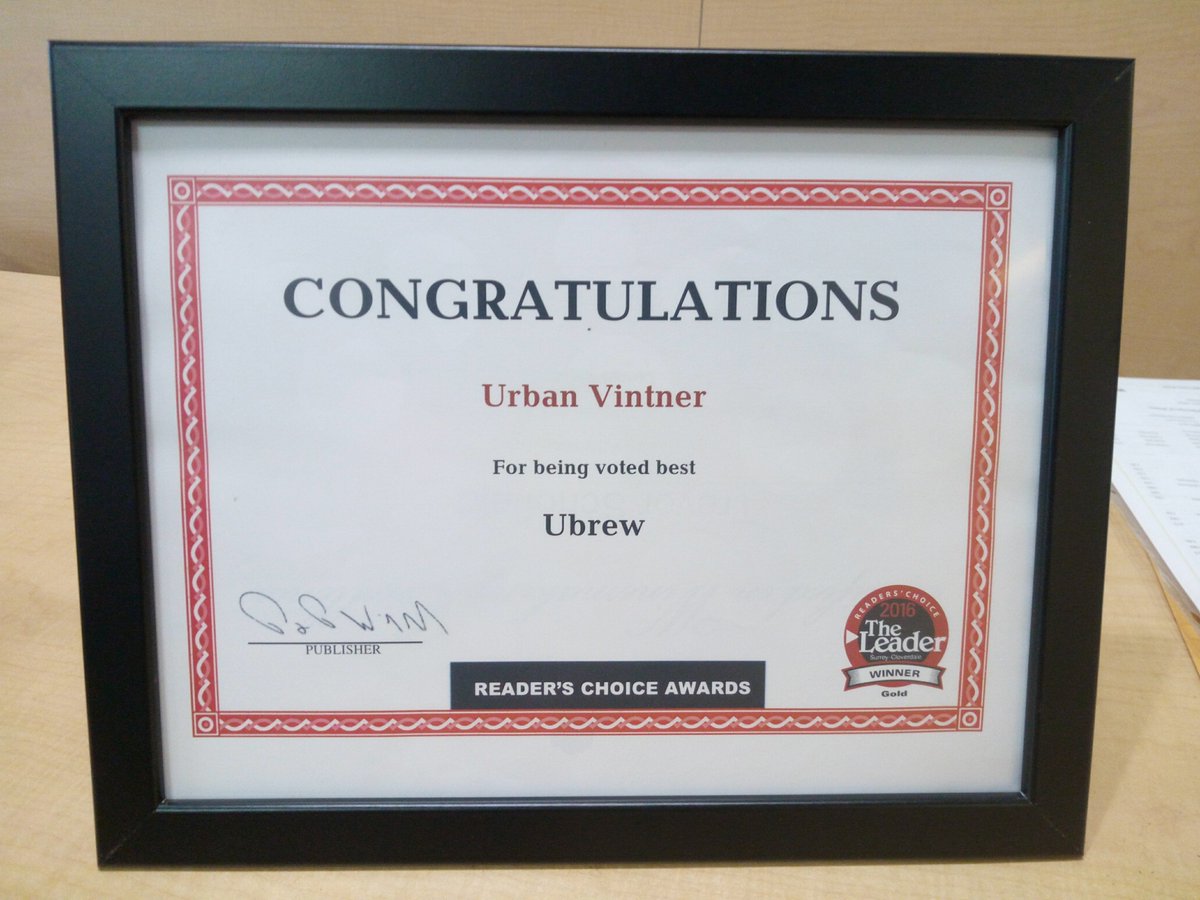 CONGRATULATIONS
Urban Vintner
For being voted best
Ubrew
PUBLISHER
READER'S CHOICE AWARDS
READERS' CHOICE
2016
The
Leader
Surrey-Cloverdale
WINNER
Gold